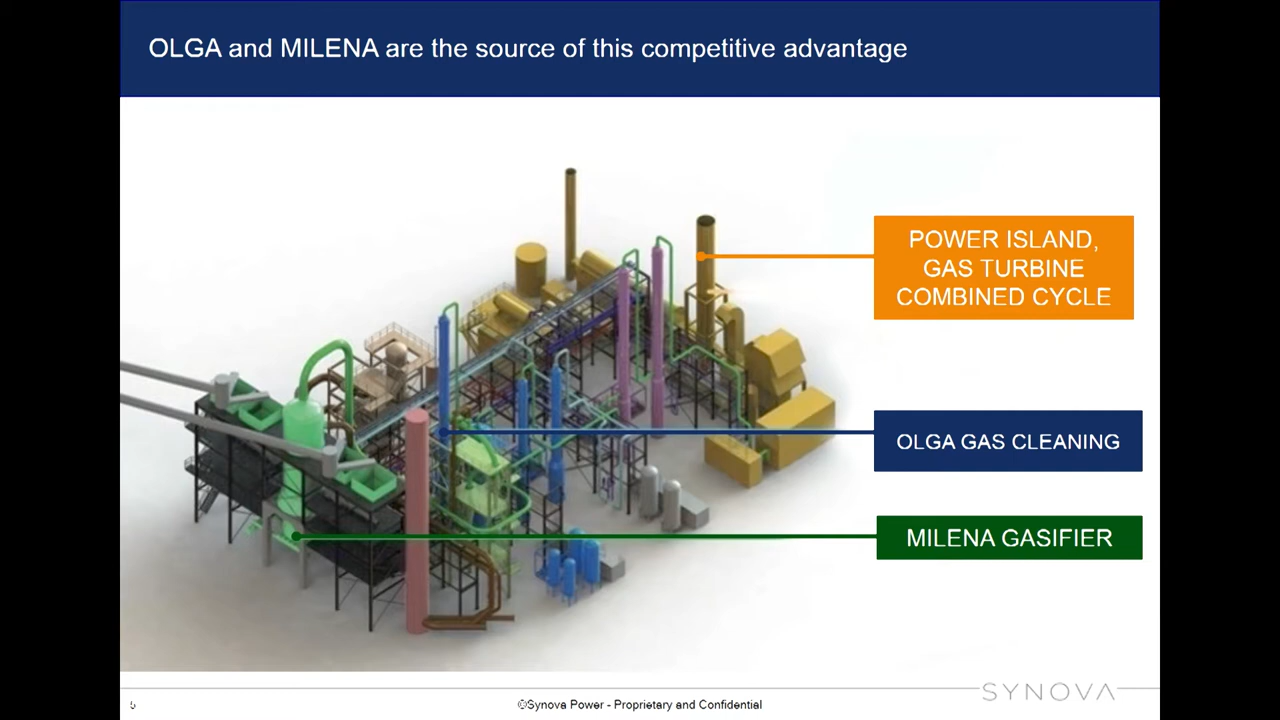 OLGA and MILENA are the source of this competitive advantage
POWER ISLAND,
GAS TURBINE
COMBINED CYCLE
OLGA GAS CLEANING
MILENA GASIFIER
SYNOVA
5
©Synova Power - Proprietary and Confidential